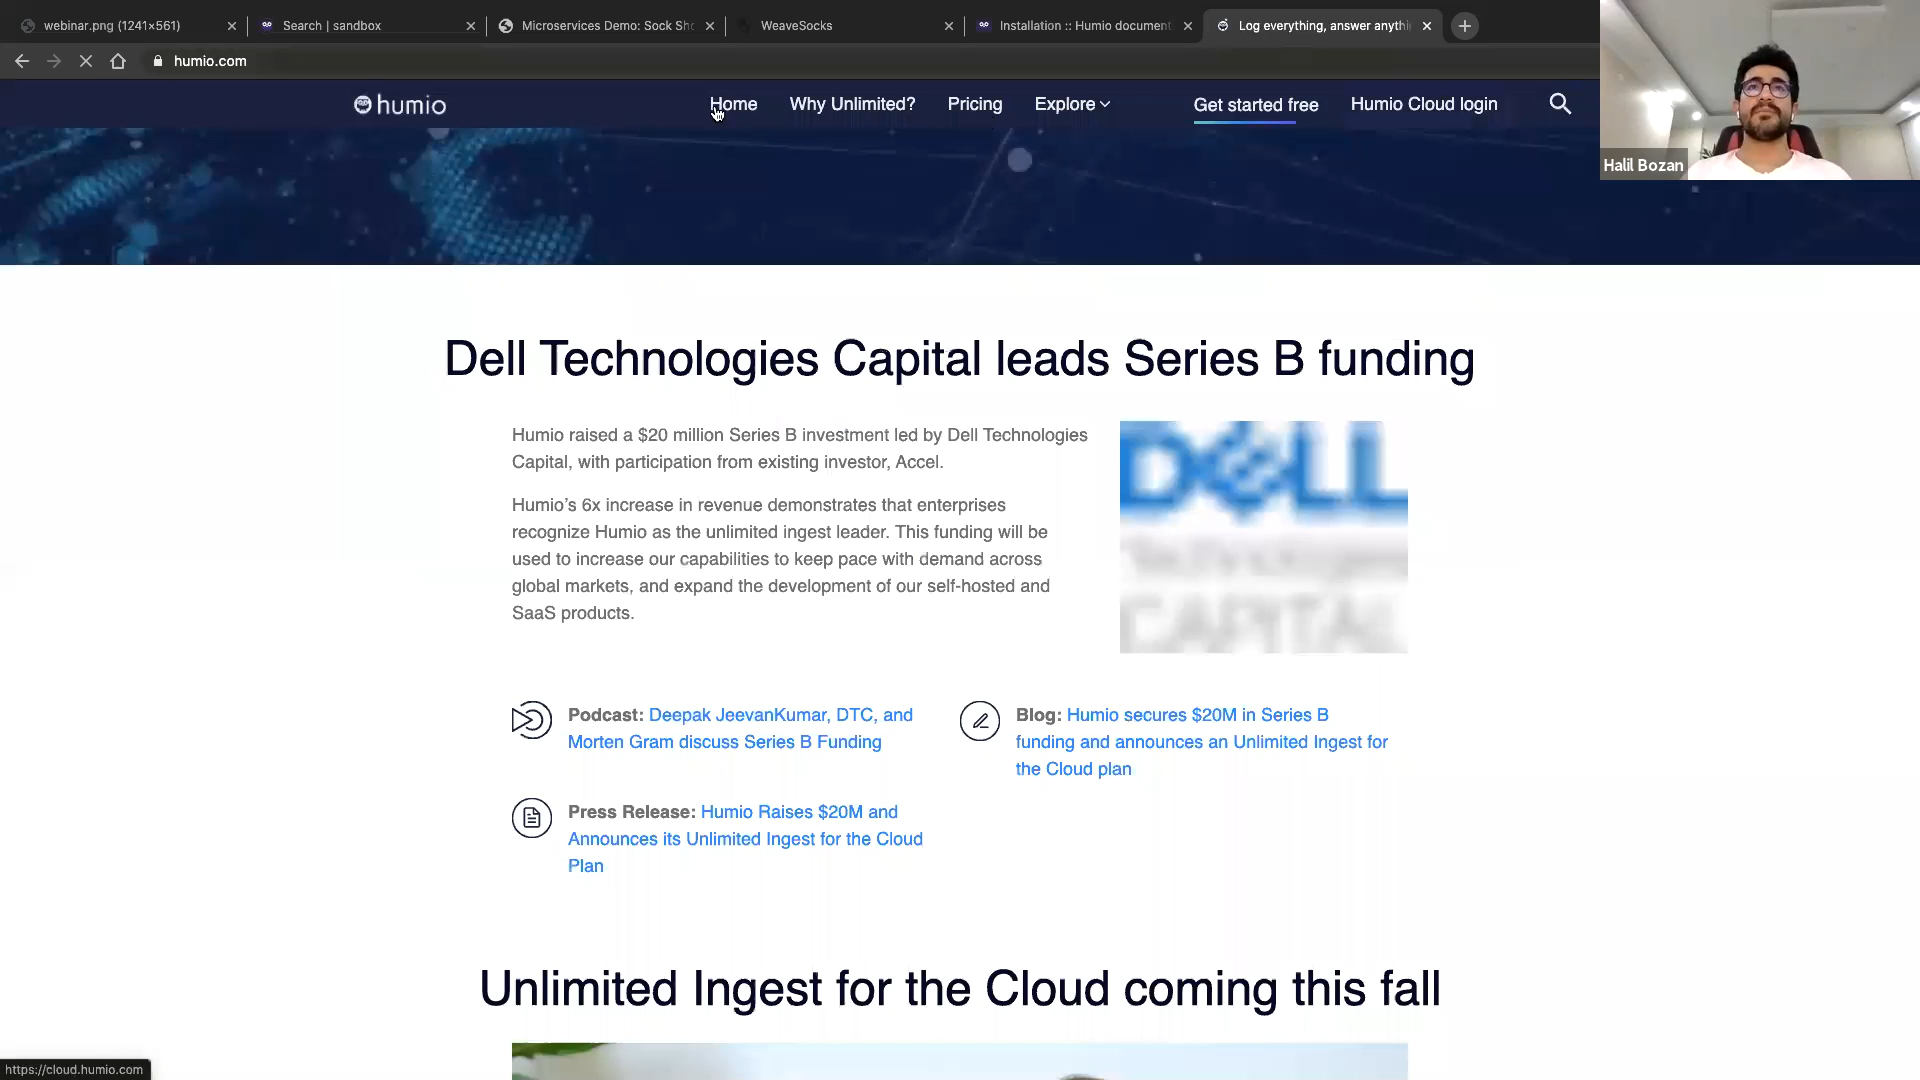 webinar.png (1241×561)
Search | sandbox
Microservices Demo: Sock Sho
WeaveSocks
Installation :: Humio document
Log everything, answer anythi
humio.com
humio
Home
Why Unlimited?
Pricing
Explore
Get started free
Humio Cloud login
Halil Bozan
Dell Technologies Capital leads Series B funding
Humio raised a $20 million Series B investment led by Dell Technologies
Capital, with participation from existing investor, Accel.
Humio’s 6x increase in revenue demonstrates that enterprises
recognize Humio as the unlimited ingest leader. This funding will be
used to increase our capabilities to keep pace with demand across
global markets, and expand the development of our self-hosted and
SaaS products.
DELL
Technologies
CAPITAL
Podcast: Deepak JeevanKumar, DTC, and
Morten Gram discuss Series B Funding
Blog: Humio secures $20M in Series B
funding and announces an Unlimited Ingest for
the Cloud plan
Press Release: Humio Raises $20M and
Announces its Unlimited Ingest for the Cloud
Plan
Unlimited Ingest for the Cloud coming this fall
https://cloud.humio.com